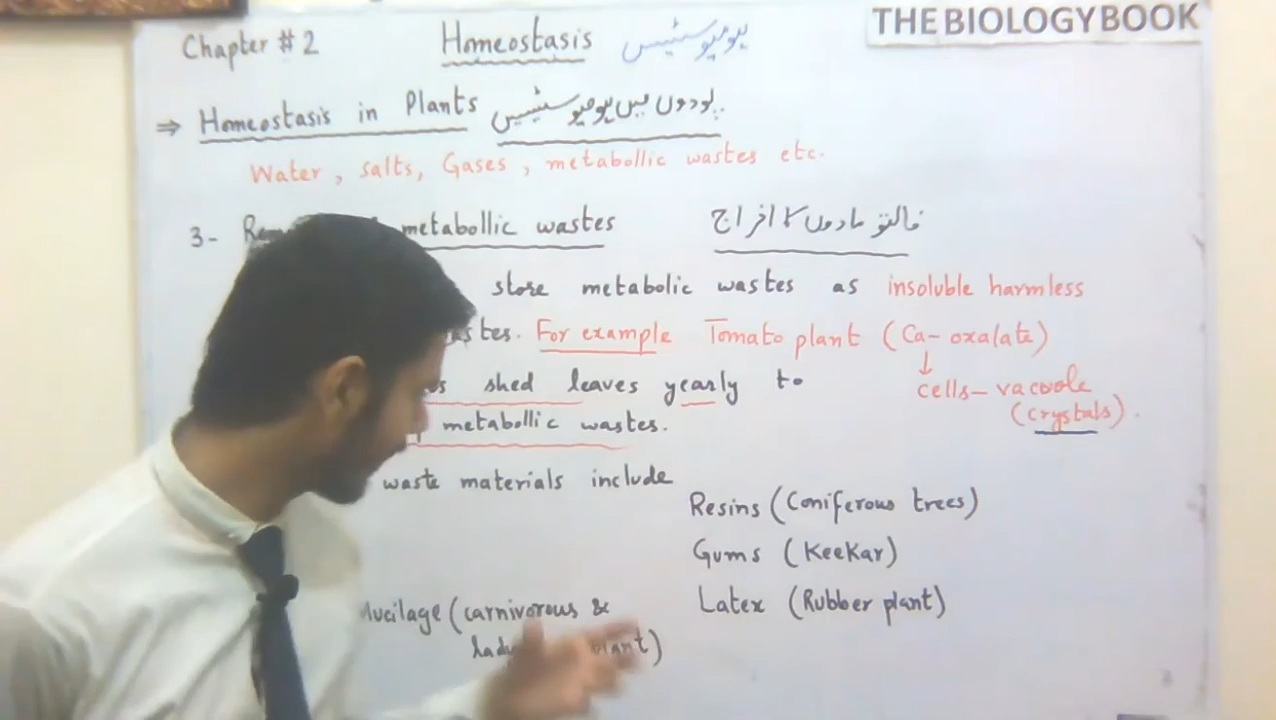 THE BIOLOGY BOOK
Chapter # 2 Homeostasis ہومیوسٹیسس
⇒ Homeostasis in Plants پودوں میں ہومیوسٹیسس
Water, salts, Gases, metabollic wastes etc.
3- metabollic wastes فالتو مادوں کا افراج
store metabolic wastes as insoluble harmless
For example Tomato plant (Ca-oxalate)
↓
shed leaves yearly to cells-vacuole
(crystals).
metabollic wastes.
waste materials include
Resins (Coniferous trees)
Gums (Keekar)
Latex (Rubber plant)
Mucilage (carnivorous &
plant)